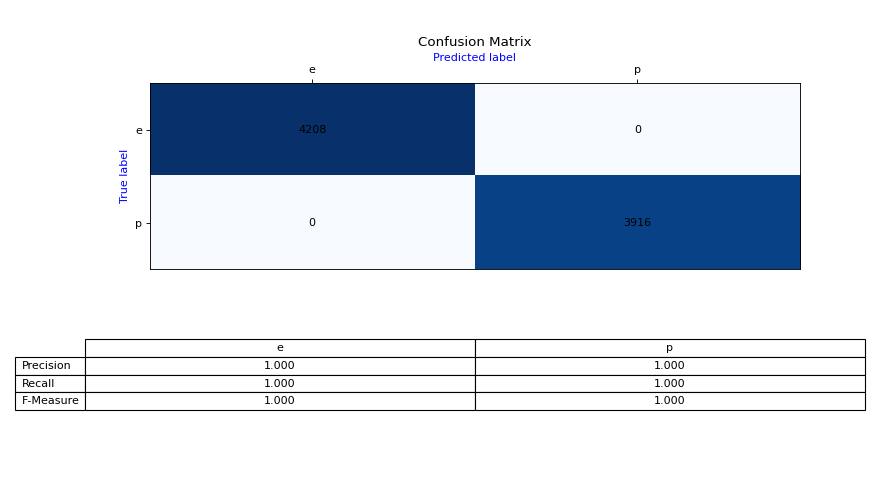 Confusion Matrix
Predicted label
e p
e 4208 0
True label
p 0 3916
e p
Precision 1.000 1.000
Recall 1.000 1.000
F-Measure 1.000 1.000